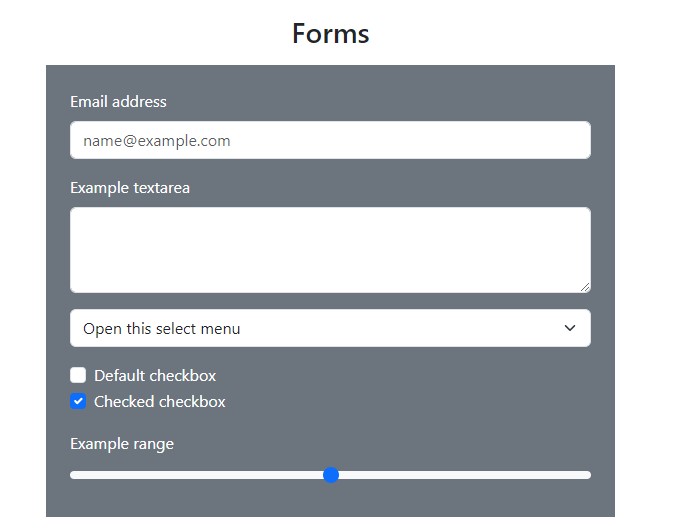 Forms
Email address
name@example.com
Example textarea
Open this select menu
Default checkbox
Checked checkbox
Example range